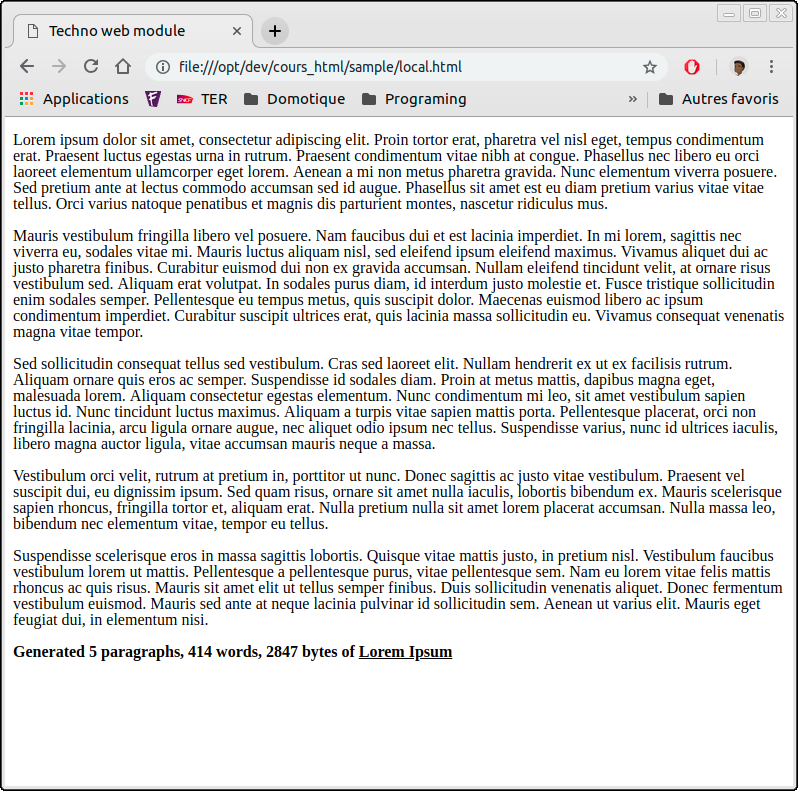 Techno web module
file:///opt/dev/cours_html/sample/local.html
Applications TER Domotique Programing » Autres favoris
Lorem ipsum dolor sit amet, consectetur adipiscing elit. Proin tortor erat, pharetra vel nisl eget, tempus condimentum
erat. Praesent luctus egestas urna in rutrum. Praesent condimentum vitae nibh at congue. Phasellus nec libero eu orci
laoreet elementum ullamcorper eget lorem. Aenean a mi non metus pharetra gravida. Nunc elementum viverra posuere.
Sed pretium ante at lectus commodo accumsan sed id augue. Phasellus sit amet est eu diam pretium varius vitae vitae
tellus. Orci varius natoque penatibus et magnis dis parturient montes, nascetur ridiculus mus.
Mauris vestibulum fringilla libero vel posuere. Nam faucibus dui et est lacinia imperdiet. In mi lorem, sagittis nec
viverra eu, sodales vitae mi. Mauris luctus aliquam nisl, sed eleifend ipsum eleifend maximus. Vivamus aliquet dui ac
justo pharetra finibus. Curabitur euismod dui non ex gravida accumsan. Nullam eleifend tincidunt velit, at ornare risus
vestibulum sed. Aliquam erat volutpat. In sodales purus diam, id interdum justo molestie et. Fusce tristique sollicitudin
enim sodales semper. Pellentesque eu tempus metus, quis suscipit dolor. Maecenas euismod libero ac ipsum
condimentum imperdiet. Curabitur suscipit ultrices erat, quis lacinia massa sollicitudin eu. Vivamus consequat venenatis
magna vitae tempor.
Sed sollicitudin consequat tellus sed vestibulum. Cras sed laoreet elit. Nullam hendrerit ex ut ex facilisis rutrum.
Aliquam ornare quis eros ac semper. Suspendisse id sodales diam. Proin at metus mattis, dapibus magna eget,
malesuada lorem. Aliquam consectetur egestas elementum. Nunc condimentum mi leo, sit amet vestibulum sapien
luctus id. Nunc tincidunt luctus maximus. Aliquam a turpis vitae sapien mattis porta. Pellentesque placerat, orci non
fringilla lacinia, arcu ligula ornare augue, nec aliquet odio ipsum nec tellus. Suspendisse varius, nunc id ultrices iaculis,
libero magna auctor ligula, vitae accumsan mauris neque a massa.
Vestibulum orci velit, rutrum at pretium in, porttitor ut nunc. Donec sagittis ac justo vitae vestibulum. Praesent vel
suscipit dui, eu dignissim ipsum. Sed quam risus, ornare sit amet nulla iaculis, lobortis bibendum ex. Mauris scelerisque
sapien rhoncus, fringilla tortor et, aliquam erat. Nulla pretium nulla sit amet lorem placerat accumsan. Nulla massa leo,
bibendum nec elementum vitae, tempor eu tellus.
Suspendisse scelerisque eros in massa sagittis lobortis. Quisque vitae mattis justo, in pretium nisl. Vestibulum faucibus
vestibulum lorem ut mattis. Pellentesque a pellentesque purus, vitae pellentesque sem. Nam eu lorem vitae felis mattis
rhoncus ac quis risus. Mauris sit amet elit ut tellus semper finibus. Duis sollicitudin venenatis aliquet. Donec fermentum
vestibulum euismod. Mauris sed ante at neque lacinia pulvinar id sollicitudin sem. Aenean ut varius elit. Mauris eget
feugiat dui, in elementum nisi.
Generated 5 paragraphs, 414 words, 2847 bytes of Lorem Ipsum